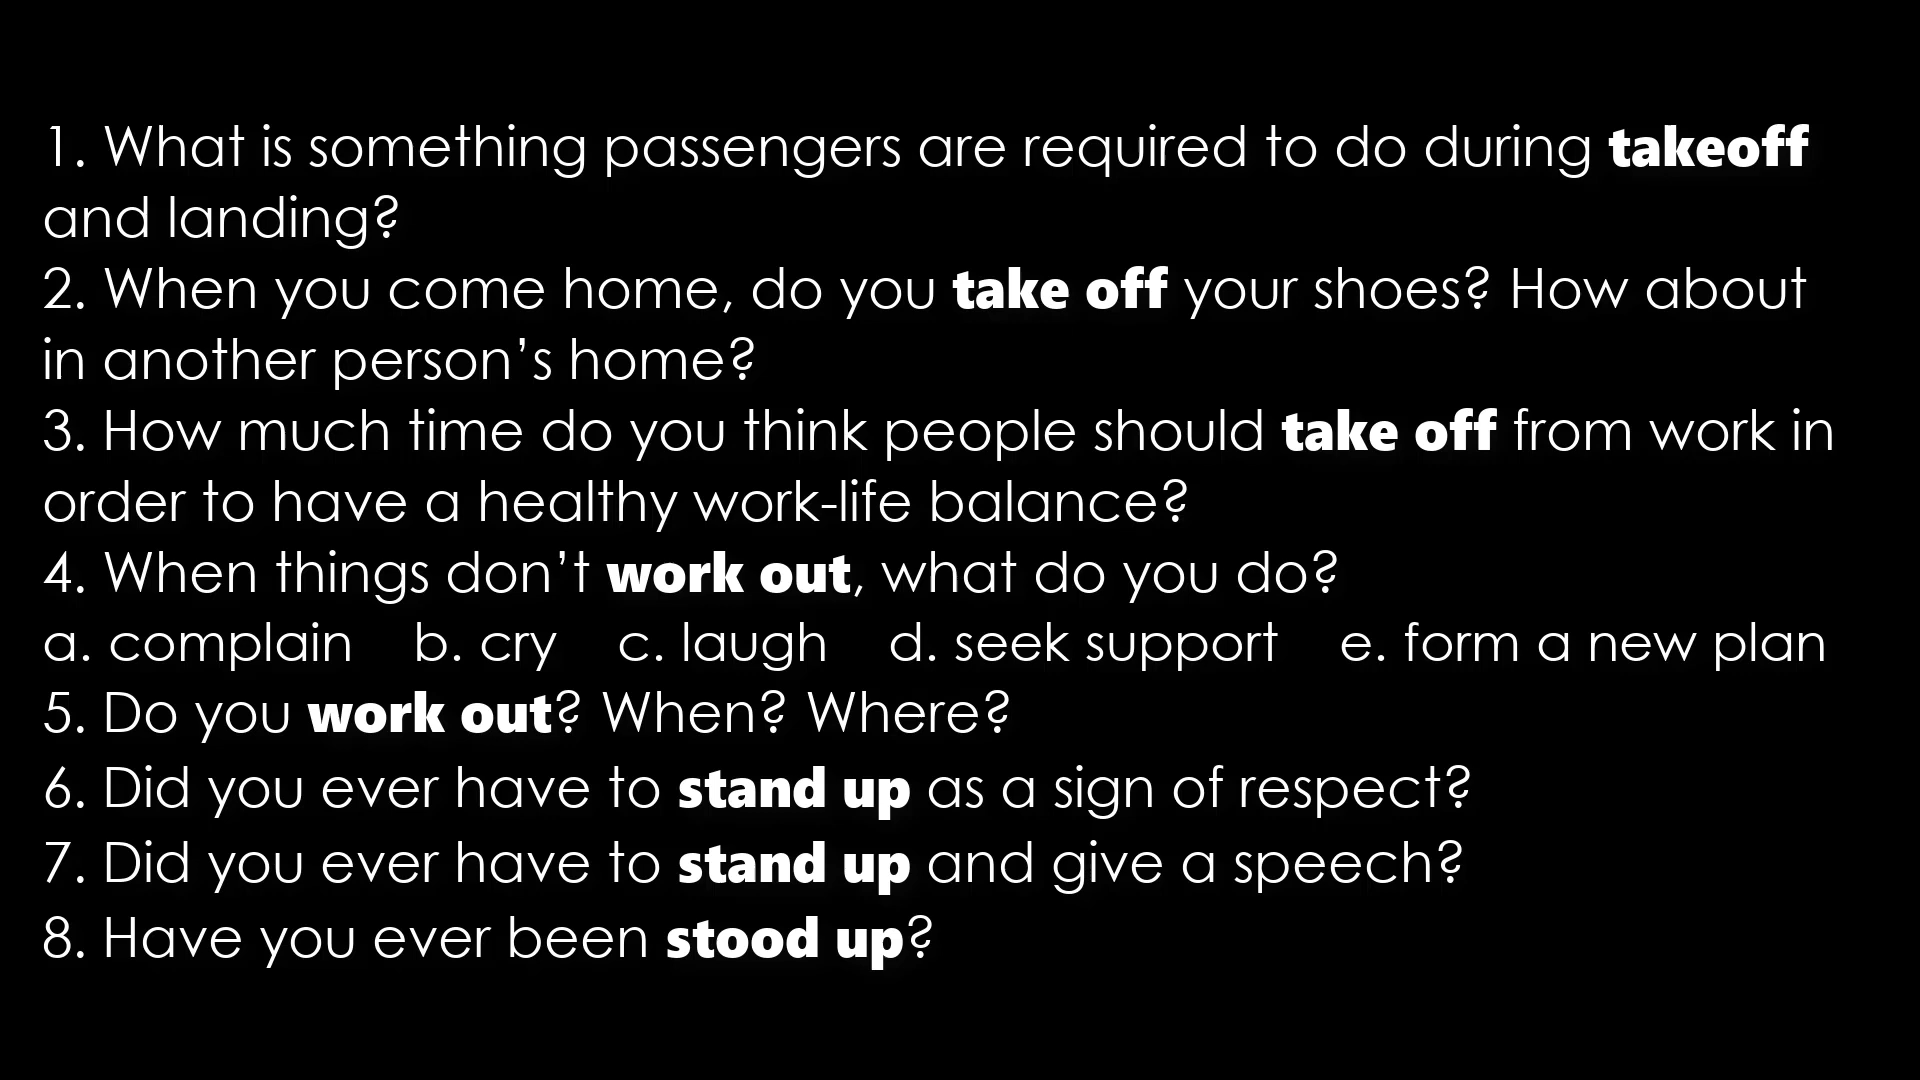 1. What is something passengers are required to do during takeoff
and landing?
2. When you come home, do you take off your shoes? How about
in another person’s home?
3. How much time do you think people should take off from work in
order to have a healthy work-life balance?
4. When things don’t work out, what do you do?
a. complain b. cry c. laugh d. seek support e. form a new plan
5. Do you work out? When? Where?
6. Did you ever have to stand up as a sign of respect?
7. Did you ever have to stand up and give a speech?
8. Have you ever been stood up?